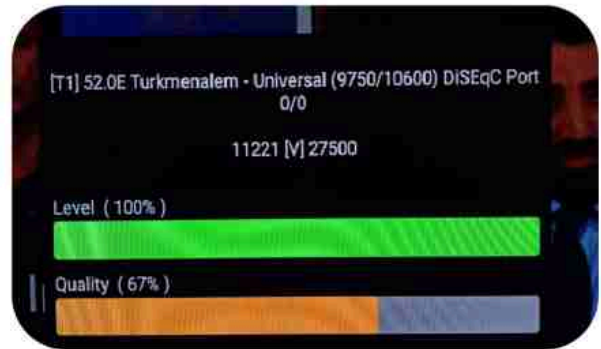 [T1] 52.0E Turkmenalem - Universal (9750/10600) DiSEqC Port
0/0
11221 [V] 27500
Level ( 100% )
Quality ( 67% )